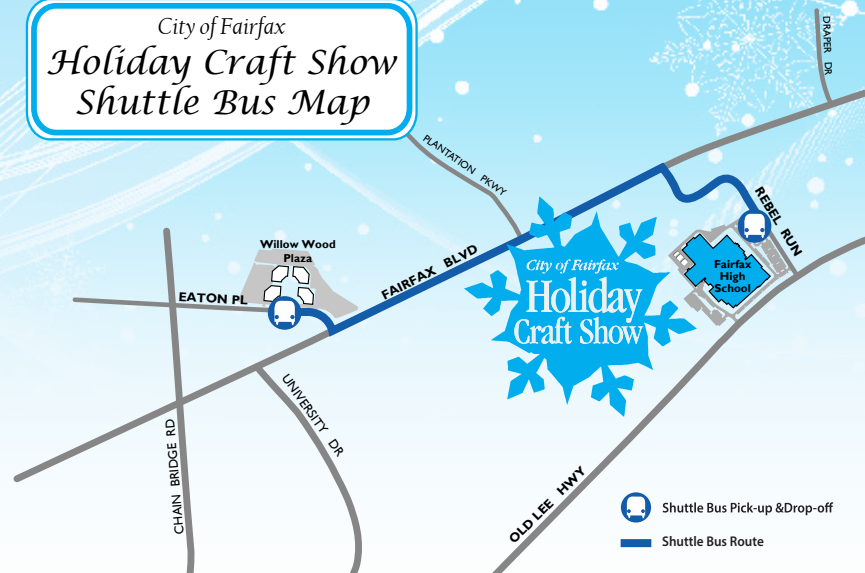 City of Fairfax
Holiday Craft Show
Shuttle Bus Map
DRAPER DR
PLANTATION PKWY
REBEL RUN
Willow Wood
Plaza
FAIRFAX BLVD
EATON PL
City of Fairfax
Holiday
Craft Show
Fairfax
High
School
UNIVERSITY DR
CHAIN BRIDGE RD
OLD LEE HWY
Shuttle Bus Pick-up &Drop-off
Shuttle Bus Route